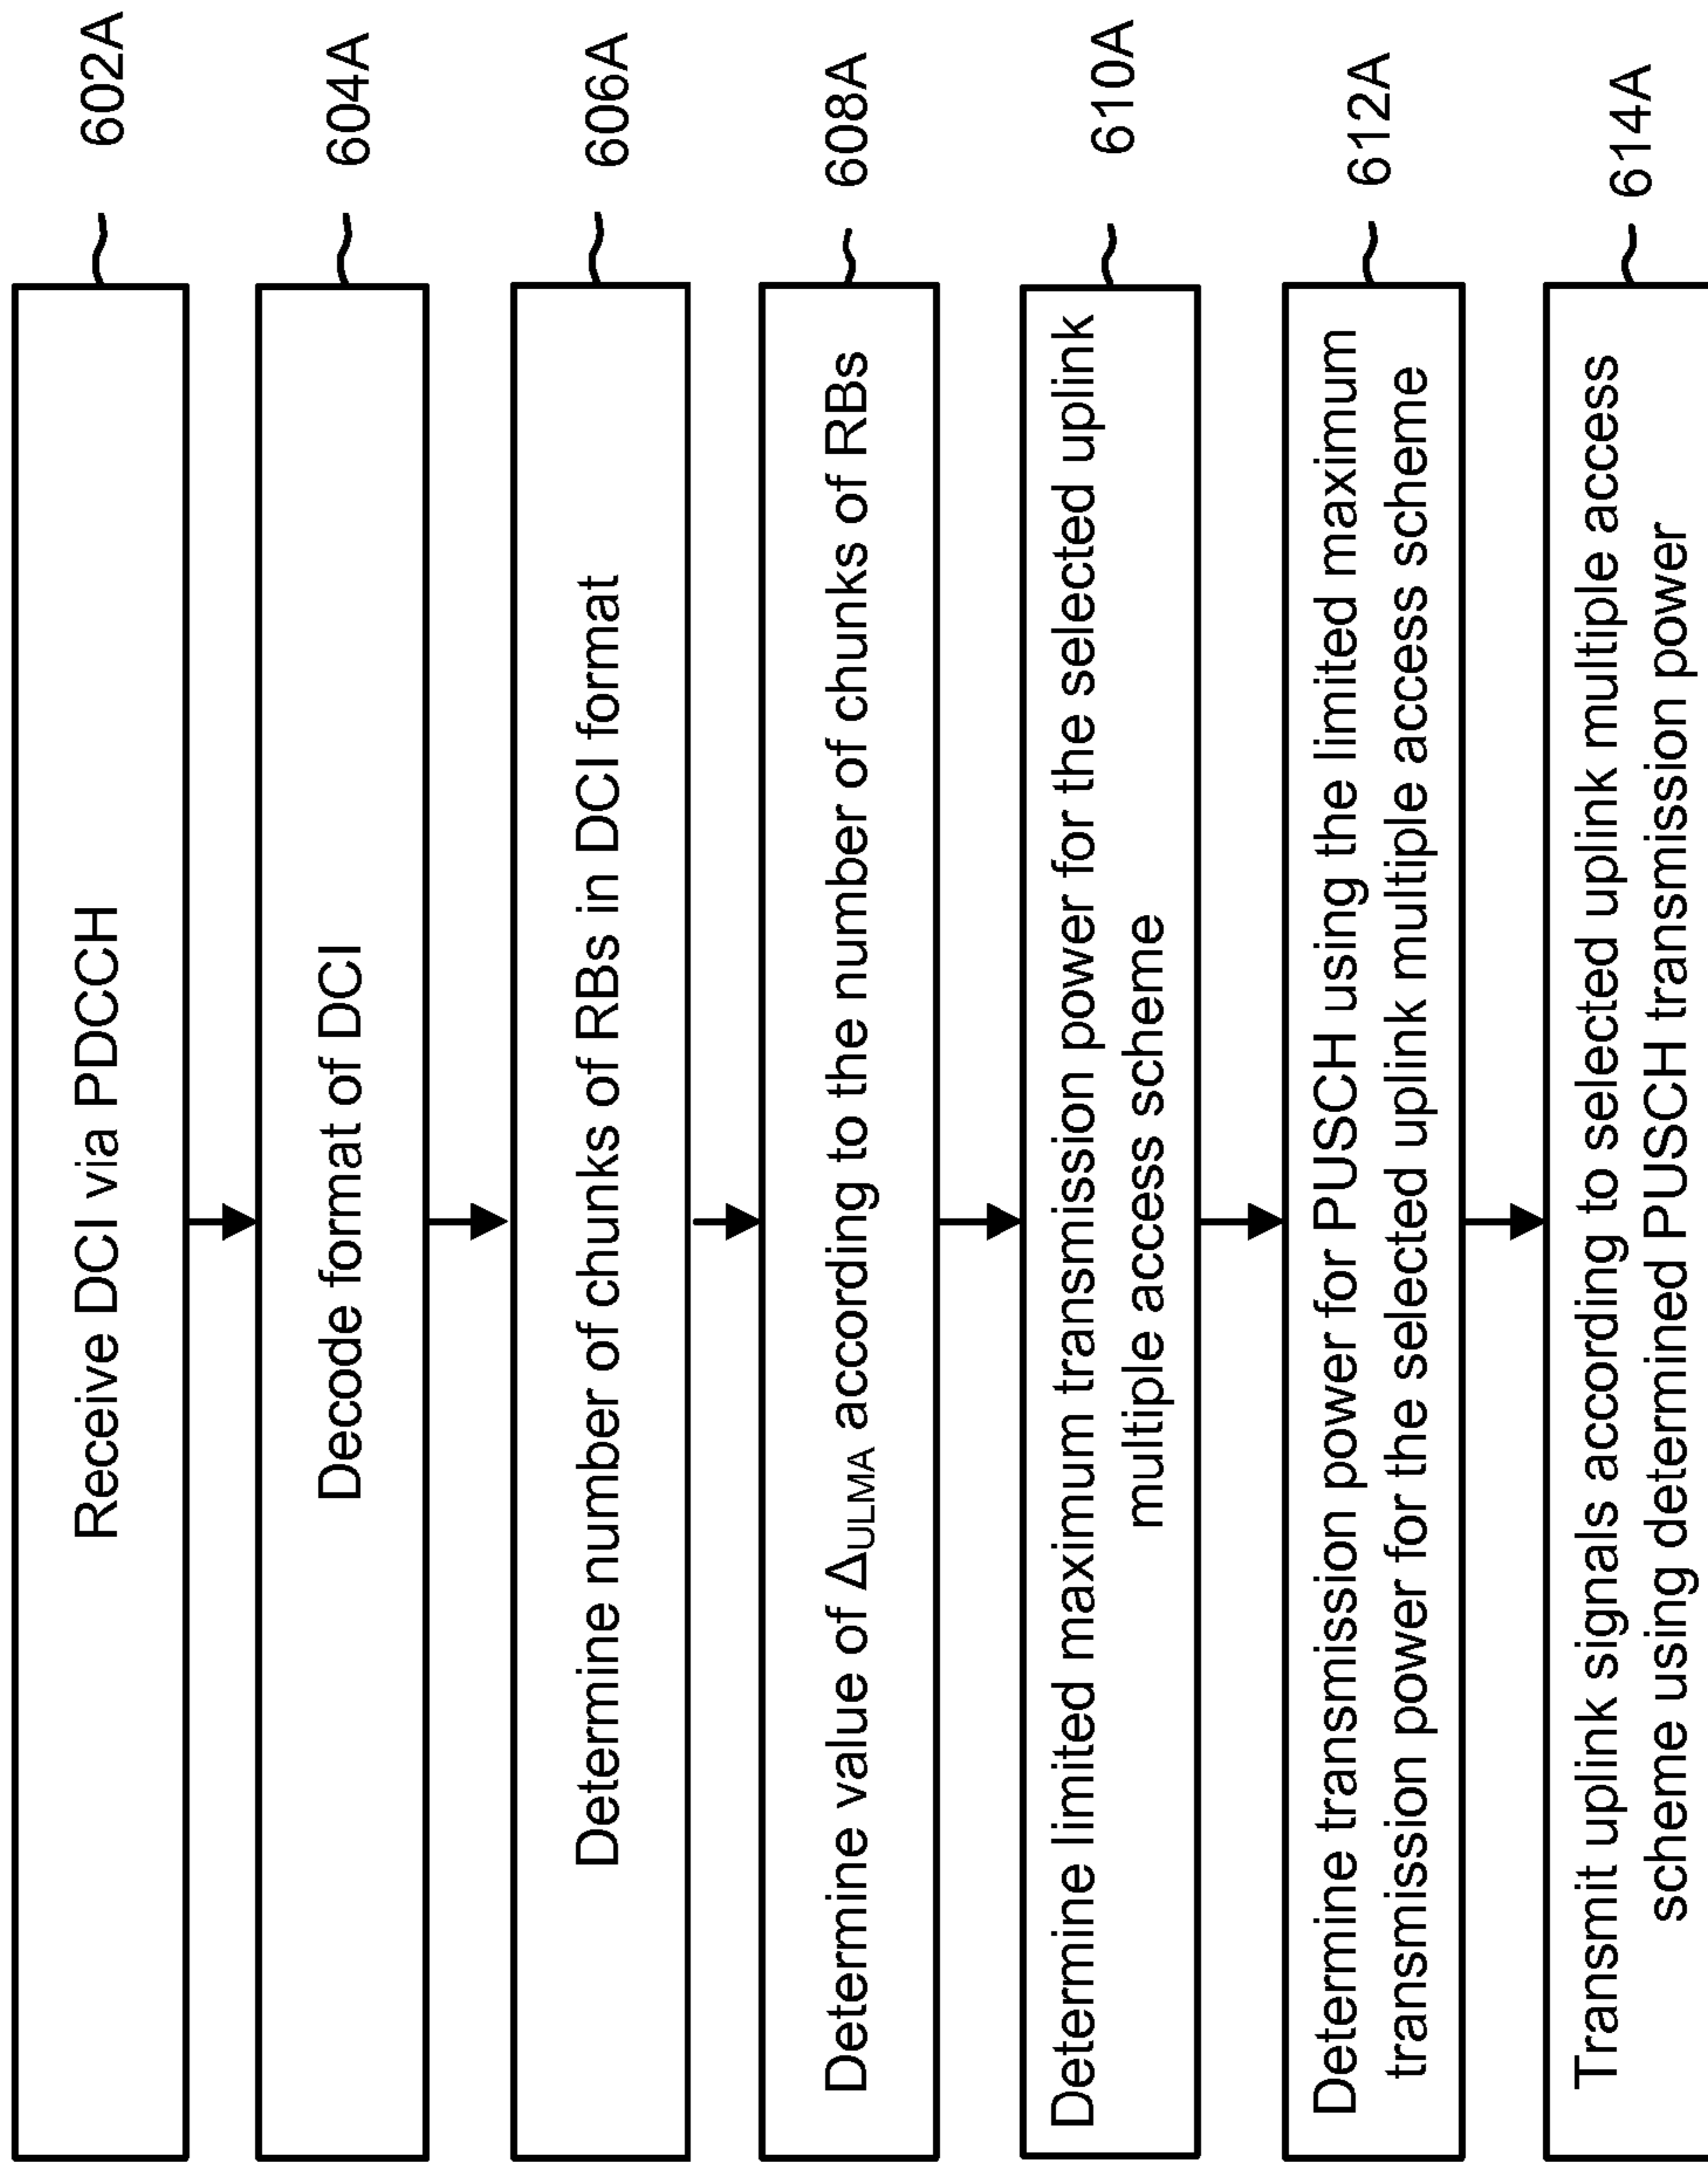 Receive DCI via PDCCH
602A
Decode format of DCI
604A
Determine number of chunks of RBs in DCI format
606A
Determine value of ΔULMA according to the number of chunks of RBs
608A
Determine limited maximum transmission power for the selected uplink
multiple access scheme
610A
Determine transmission power for PUSCH using the limited maximum
transmission power for the selected uplink multiple access scheme
612A
Transmit uplink signals according to selected uplink multiple access
scheme using determined PUSCH transmission power
614A